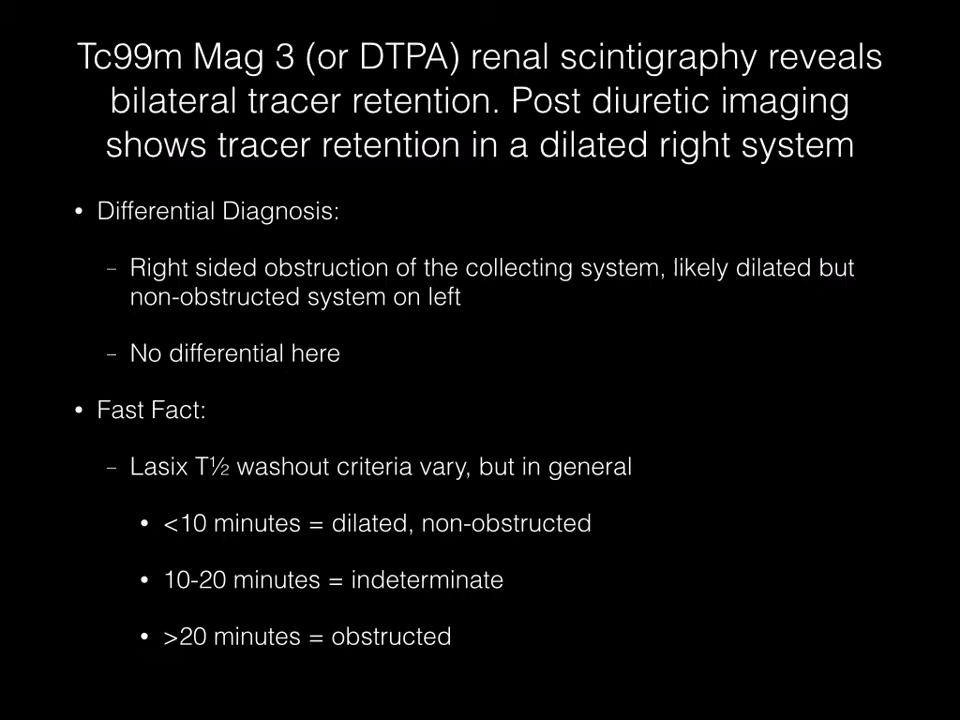 Tc99m Mag 3 (or DTPA) renal scintigraphy reveals
bilateral tracer retention. Post diuretic imaging
shows tracer retention in a dilated right system
• Differential Diagnosis:
– Right sided obstruction of the collecting system, likely dilated but
non-obstructed system on left
– No differential here
• Fast Fact:
– Lasix T½ washout criteria vary, but in general
• <10 minutes = dilated, non-obstructed
• 10-20 minutes = indeterminate
• >20 minutes = obstructed